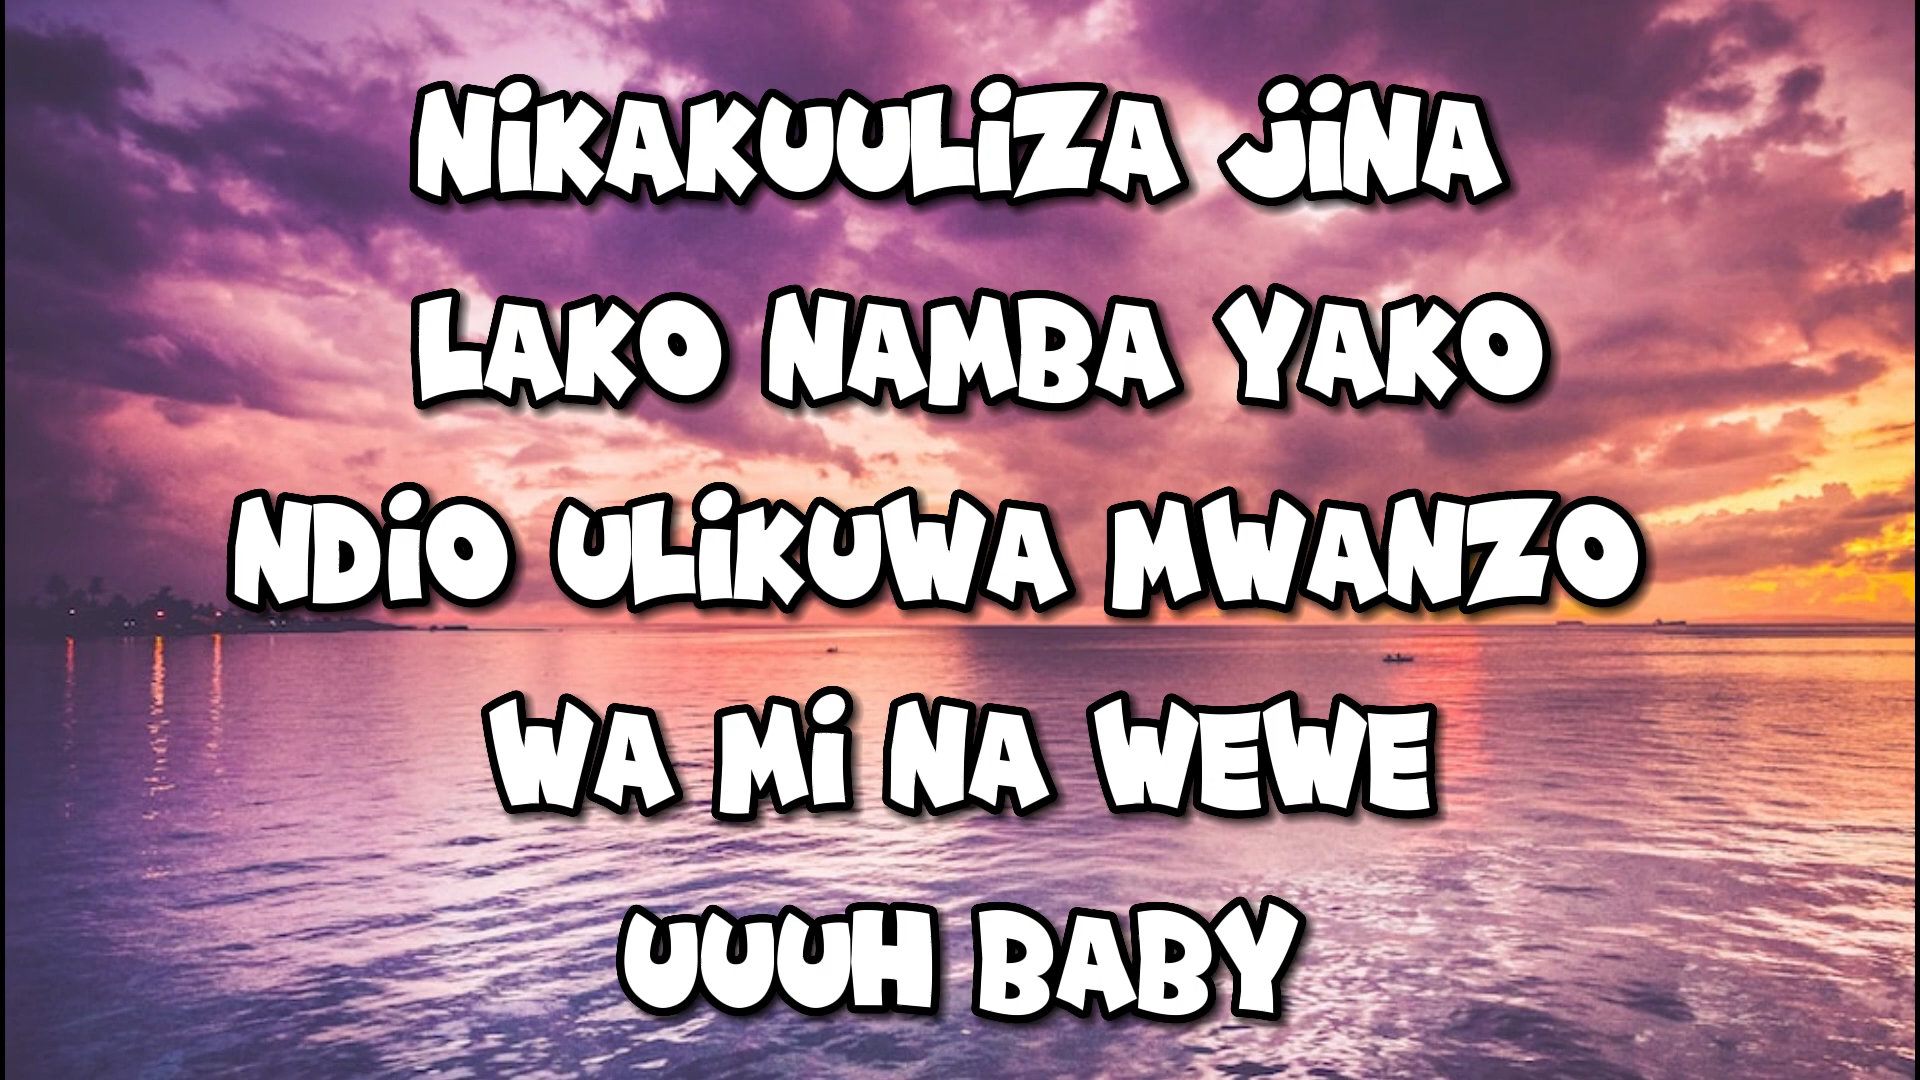 NiKAKUULiZA JiNA
LAKO NAMBA YAKO
NDiO ULiKUWA MWANZO
WA Mi NA WEWE
UUUH BABY